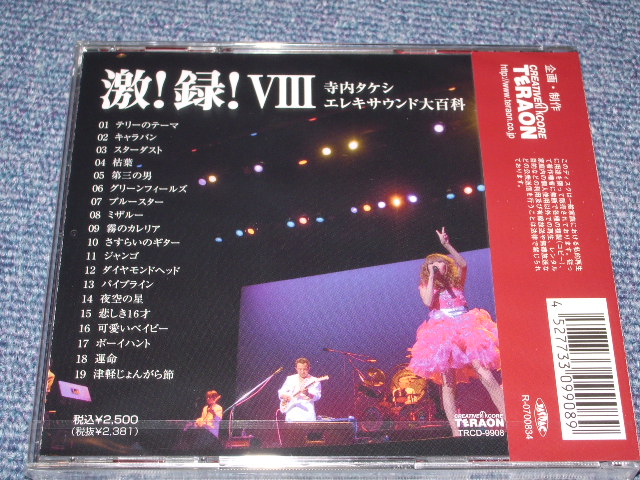 激!録!VIII
寺内タケシ
エレキサウンド大百科
01 テリーのテーマ
02 キャラバン
03 スターダスト
04 枯葉
05 第三の男
06 グリーンフィールズ
07 ブルースター
08 ミザルー
09 霧のカレリア
10 さすらいのギター
11 ジャンゴ
12 ダイヤモンドヘッド
13 パイプライン
14 夜空の星
15 悲しき16才
16 可愛いベイビー
17 ボーイハント
18 運命
19 津軽じょんがら節
税込¥2,500
(税抜¥2,381)
CREATIVE CORE
TERAON
TRCD-9908
企画・制作
CREATIVE CORE
TERAON
http://www.teraon.co.jp
4 527733 099089
R-0700834